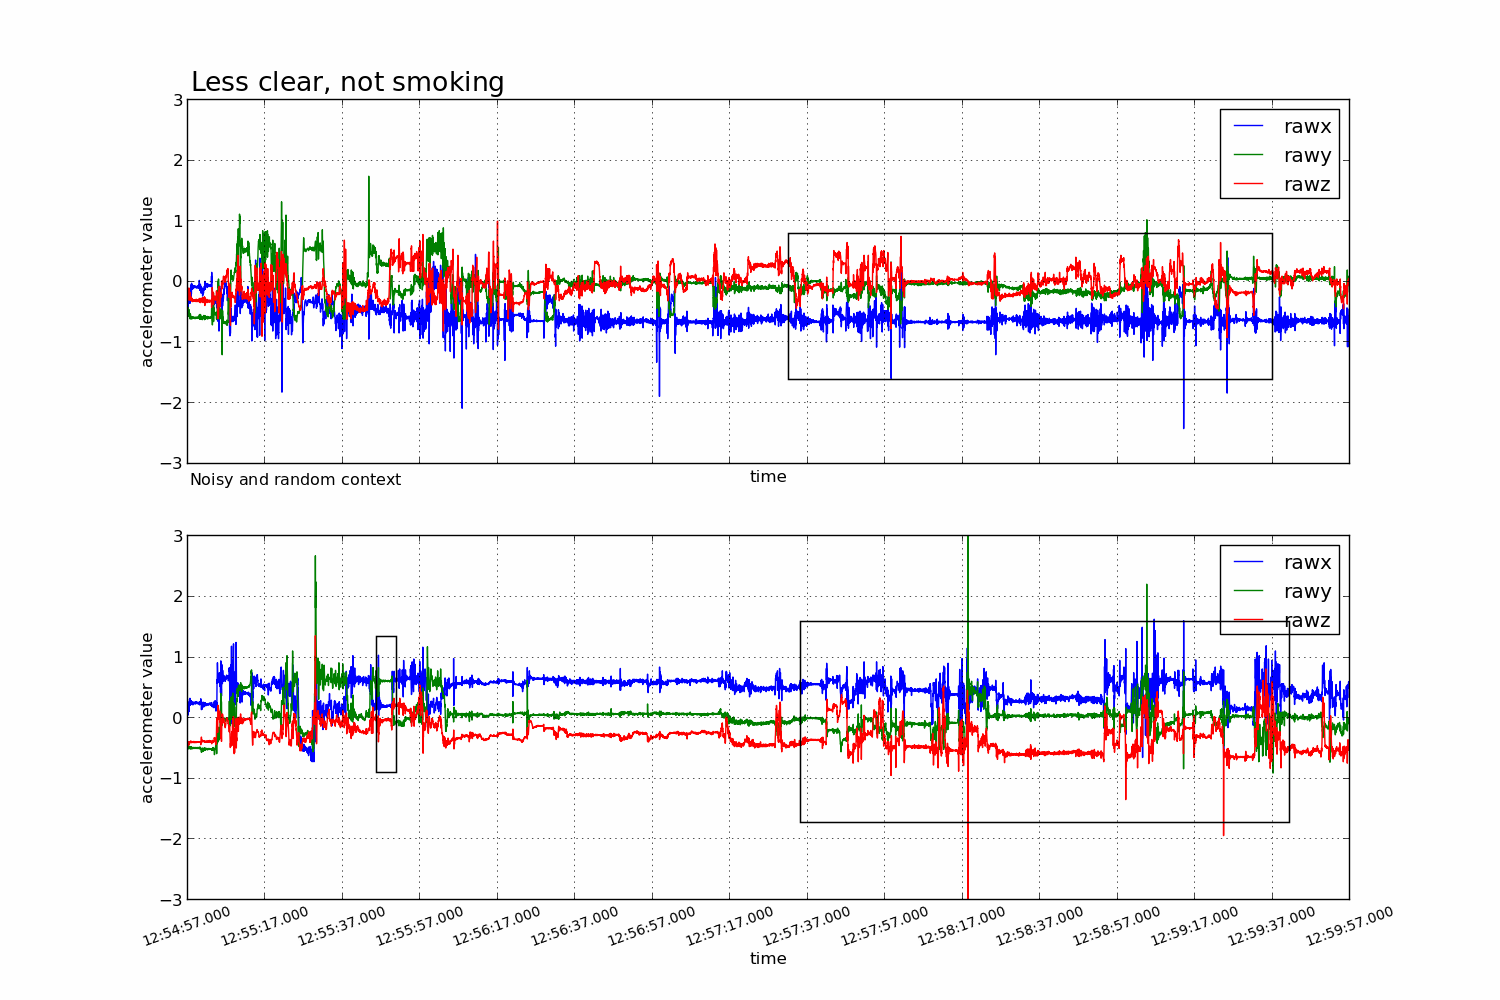 Less clear, not smoking
3
2
1
0
−1
−2
−3
accelerometer value
rawx
rawy
rawz
Noisy and random context
time
3
2
1
0
−1
−2
−3
accelerometer value
rawx
rawy
rawz
12:54:57.000
12:55:17.000
12:55:37.000
12:55:57.000
12:56:17.000
12:56:37.000
12:56:57.000
12:57:17.000
12:57:37.000
12:57:57.000
12:58:17.000
12:58:37.000
12:58:57.000
12:59:17.000
12:59:37.000
12:59:57.000
time